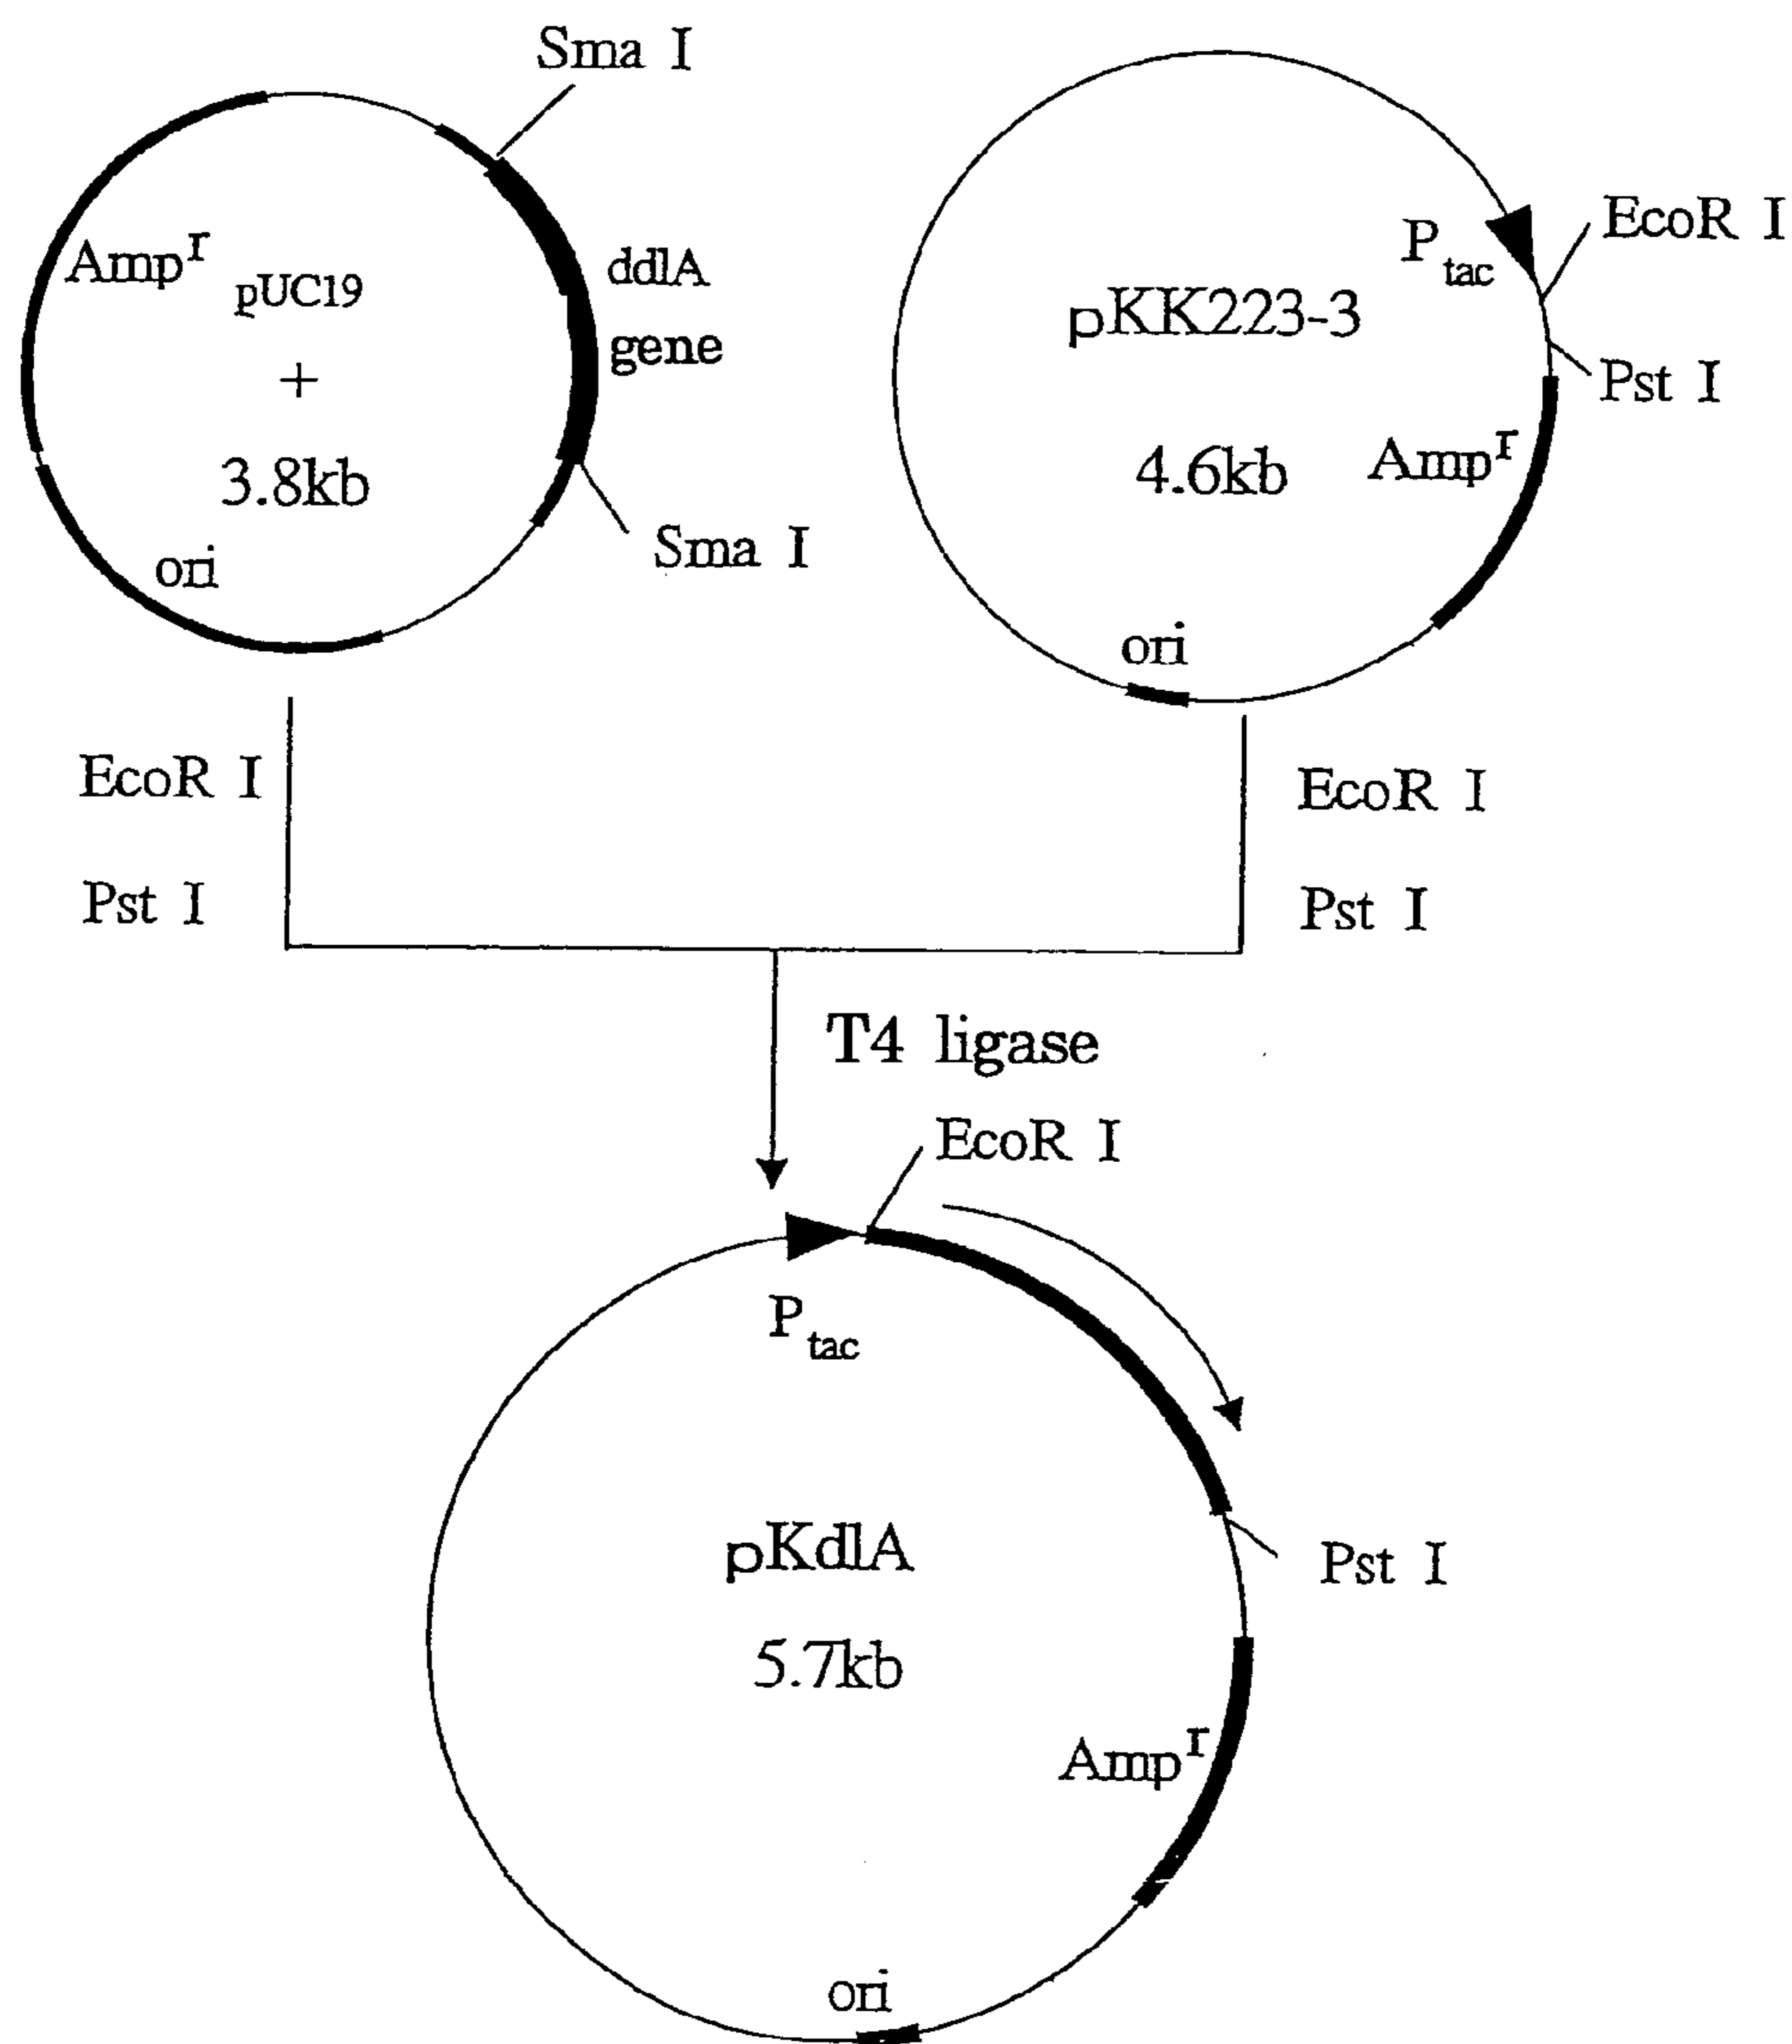 Sma I
Amp^r
pUC19
+
3.8kb
ori
ddlA
gene
Sma I
P_tac
EcoR I
pKK223-3
Pst I
4.6kb
Amp^r
ori
EcoR I
Pst I
EcoR I
Pst I
T4 ligase
EcoR I
P_tac
pKdlA
5.7kb
Pst I
Amp^r
ori